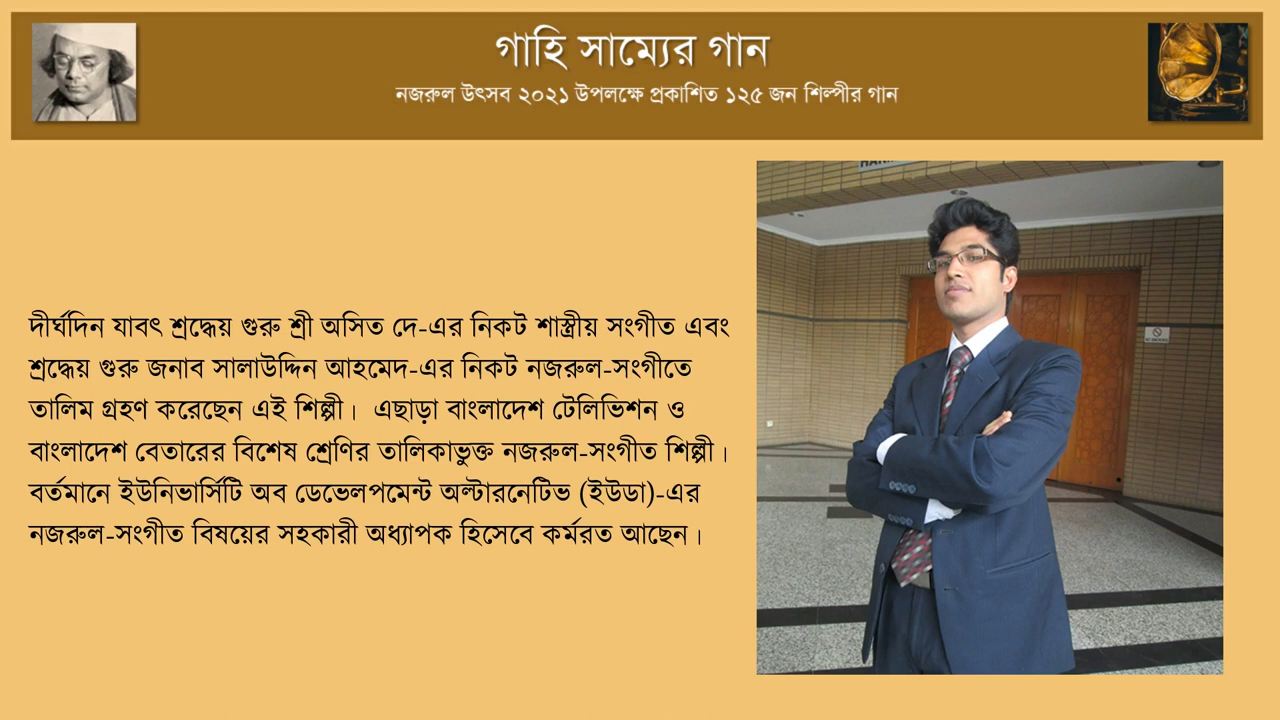 গাহি সাম্যের গান
নজরুল উৎসব ২০২১ উপলক্ষে প্রকাশিত ১২৫ জন শিল্পীর গান
দীর্ঘদিন যাবৎ শ্রদ্ধেয় গুরু শ্রী অসিত দে-এর নিকট শাস্ত্রীয় সংগীত এবং
শ্রদ্ধেয় গুরু জনাব সালাউদ্দিন আহমেদ-এর নিকট নজরুল-সংগীতে
তালিম গ্রহণ করেছেন এই শিল্পী। এছাড়া বাংলাদেশ টেলিভিশন ও
বাংলাদেশ বেতারের বিশেষ শ্রেণির তালিকাভুক্ত নজরুল-সংগীত শিল্পী।
বর্তমানে ইউনিভার্সিটি অব ডেভেলপমেন্ট অল্টারনেটিভ (ইউডা)-এর
নজরুল-সংগীত বিষয়ের সহকারী অধ্যাপক হিসেবে কর্মরত আছেন।